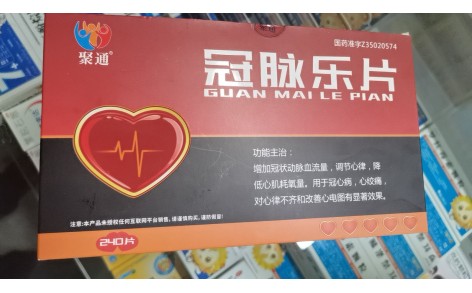 聚通
国药准字Z35020574
聚通®
冠脉乐片
GUAN MAI LE PIAN
功能主治:
增加冠状动脉血流量,调节心律,降
低心肌耗氧量。用于冠心病,心绞痛,
对心律不齐和改善心电图有显著效果。
注意:本产品未授权任何互联网平台销售,请谨慎购买,谨防假冒!
240片